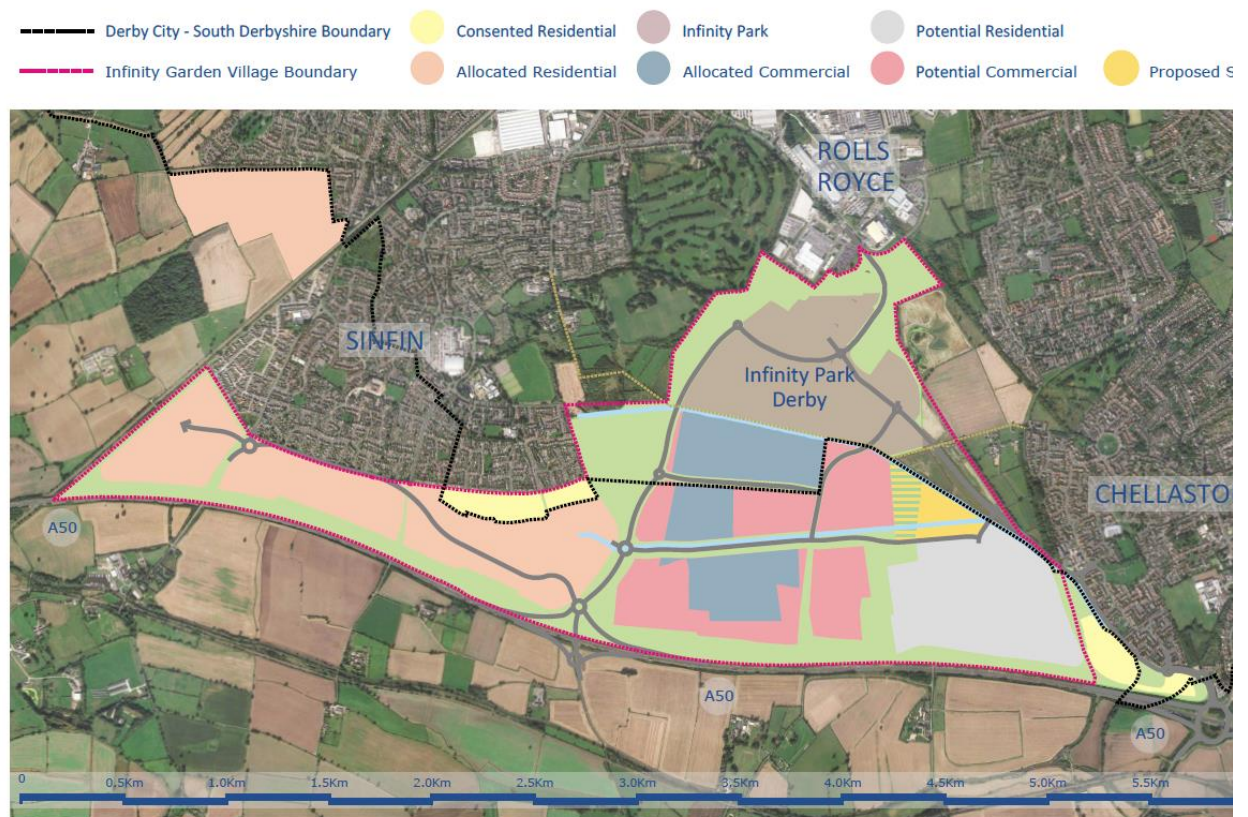 Derby City - South Derbyshire Boundary
Consented Residential
Infinity Park
Potential Residential
Infinity Garden Village Boundary
Allocated Residential
Allocated Commercial
Potential Commercial
Proposed S
ROLLS
ROYCE
SINFIN
Infinity Park
Derby
CHELLASTO
A50
A50
A50
0 0.5Km 1.0Km 1.5Km 2.0Km 2.5Km 3.0Km 3.5Km 4.0Km 4.5Km 5.0Km 5.5Km